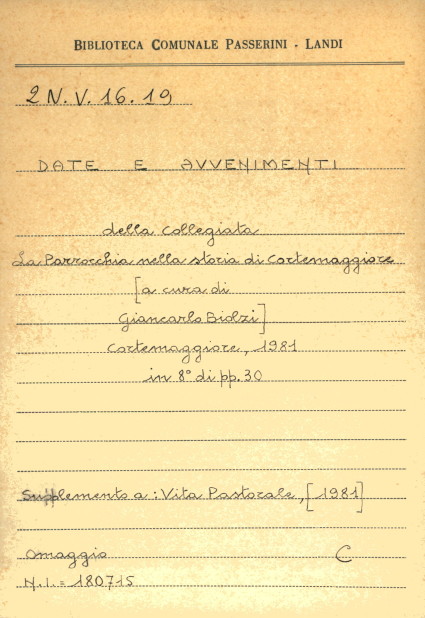 BIBLIOTECA COMUNALE PASSERINI - LANDI
2 N. V. 16. 19
DATE E AVVENIMENTI
della Collegiata
La Parrocchia nella storia di Cortemaggiore
[a cura di
Giancarlo Biolzi]
Cortemaggiore, 1981
in 8° di pp. 30
Supplemento a: Vita Pastorale, [1981]
Omaggio C
N. I. = 180715